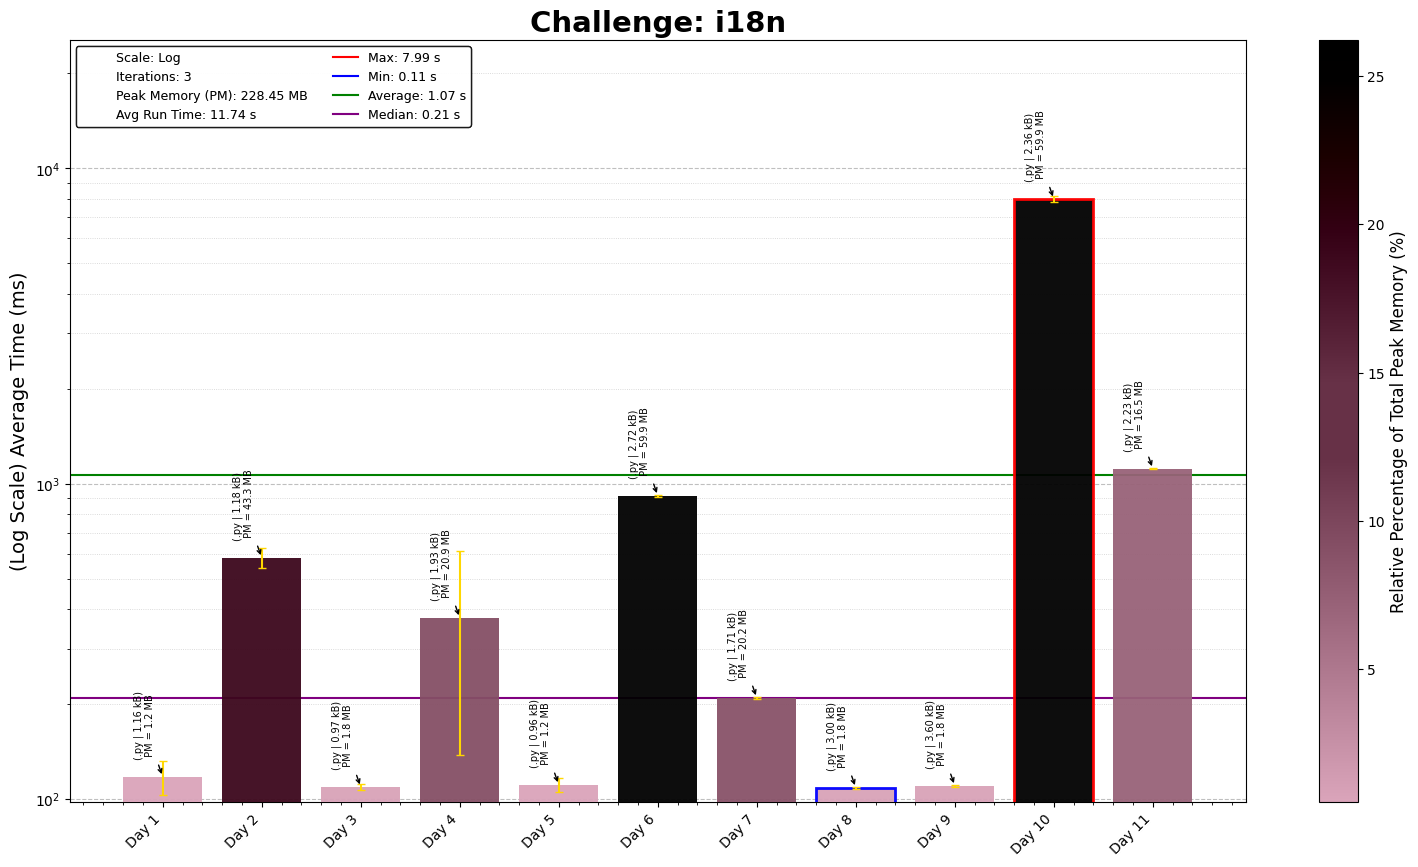 Challenge: i18n
Scale: Log
Iterations: 3
Peak Memory (PM): 228.45 MB
Avg Run Time: 11.74 s
Max: 7.99 s
Min: 0.11 s
Average: 1.07 s
Median: 0.21 s
(Log Scale) Average Time (ms)
10⁴
10³
10²
(.py | 1.16 kB)
PM = 1.2 MB
(.py | 1.18 kB)
PM = 43.3 MB
(.py | 0.97 kB)
PM = 1.8 MB
(.py | 1.93 kB)
PM = 20.9 MB
(.py | 0.96 kB)
PM = 1.2 MB
(.py | 2.72 kB)
PM = 59.9 MB
(.py | 1.71 kB)
PM = 20.2 MB
(.py | 3.00 kB)
PM = 1.8 MB
(.py | 3.60 kB)
PM = 1.8 MB
(.py | 2.36 kB)
PM = 59.9 MB
(.py | 2.23 kB)
PM = 16.5 MB
Day 1
Day 2
Day 3
Day 4
Day 5
Day 6
Day 7
Day 8
Day 9
Day 10
Day 11
25
20
15
10
5
Relative Percentage of Total Peak Memory (%)